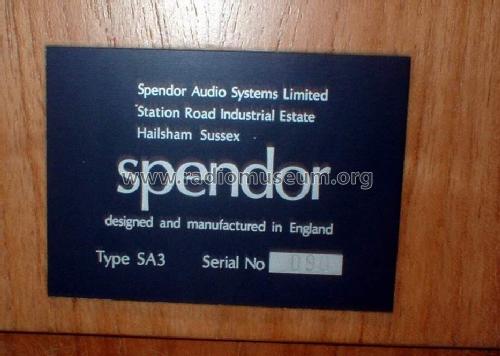 Spendor Audio Systems Limited
Station Road Industrial Estate
Hailsham Sussex
spendor
www.radiomuseum.org
designed and manufactured in England
Type SA3 Serial No